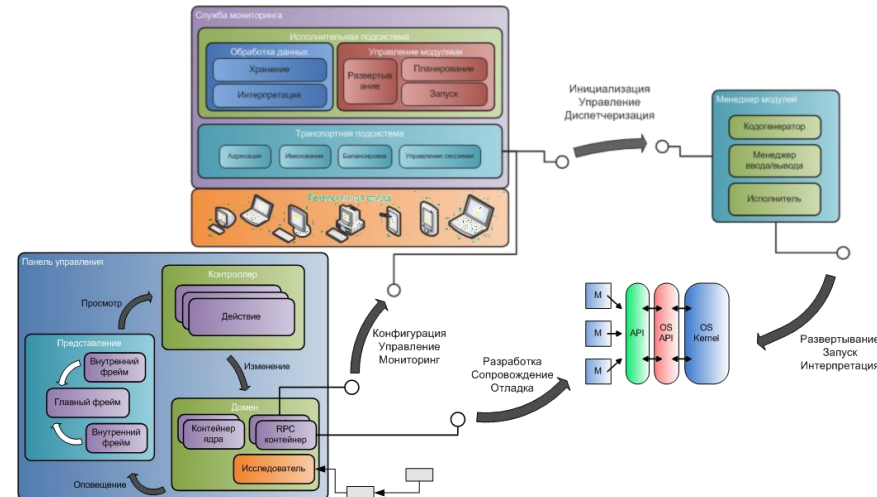 Служба мониторинга
Исполнительная подсистема
Обработка данных
Хранение
Интерпретация
Управление модулями
Развертыв
ание
Планирование
Запуск
Транспортная подсистема
Адресация
Именование
Балансировка
Управление сессиями
Гетерогенная среда
Инициализация
Управление
Диспетчеризация
Менеджер модулей
Кодогенератор
Менеджер
ввода/вывода
Исполнитель
Панель управления
Контроллер
Действие
Просмотр
Представление
Внутренний
фрейм
Главный фрейм
Внутренний
фрейм
Изменение
Домен
Контейнер
ядра
RPC
контейнер
Исследователь
Оповещение
Конфигурация
Управление
Мониторинг
Разработка
Сопровождение
Отладка
M
M
M
API
OS
API
OS
Kernel
Развертывание
Запуск
Интерпретация